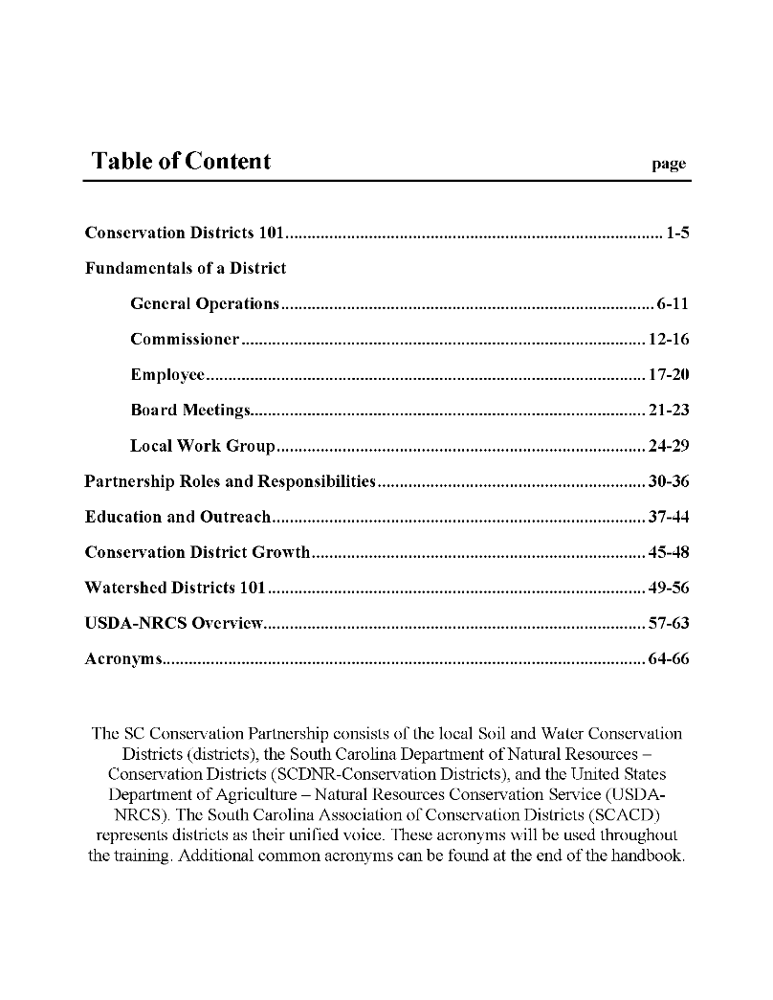 Table of Content page
Conservation Districts 101........................................................................................... 1-5
Fundamentals of a District
General Operations.................................................................................... 6-11
Commissioner........................................................................................... 12-16
Employee................................................................................................... 17-20
Board Meetings......................................................................................... 21-23
Local Work Group................................................................................... 24-29
Partnership Roles and Responsibilities............................................................ 30-36
Education and Outreach.................................................................................... 37-44
Conservation District Growth........................................................................... 45-48
Watershed Districts 101..................................................................................... 49-56
USDA-NRCS Overview...................................................................................... 57-63
Acronyms............................................................................................................. 64-66
The SC Conservation Partnership consists of the local Soil and Water Conservation
Districts (districts), the South Carolina Department of Natural Resources –
Conservation Districts (SCDNR-Conservation Districts), and the United States
Department of Agriculture – Natural Resources Conservation Service (USDA-
NRCS). The South Carolina Association of Conservation Districts (SCACD)
represents districts as their unified voice. These acronyms will be used throughout
the training. Additional common acronyms can be found at the end of the handbook.